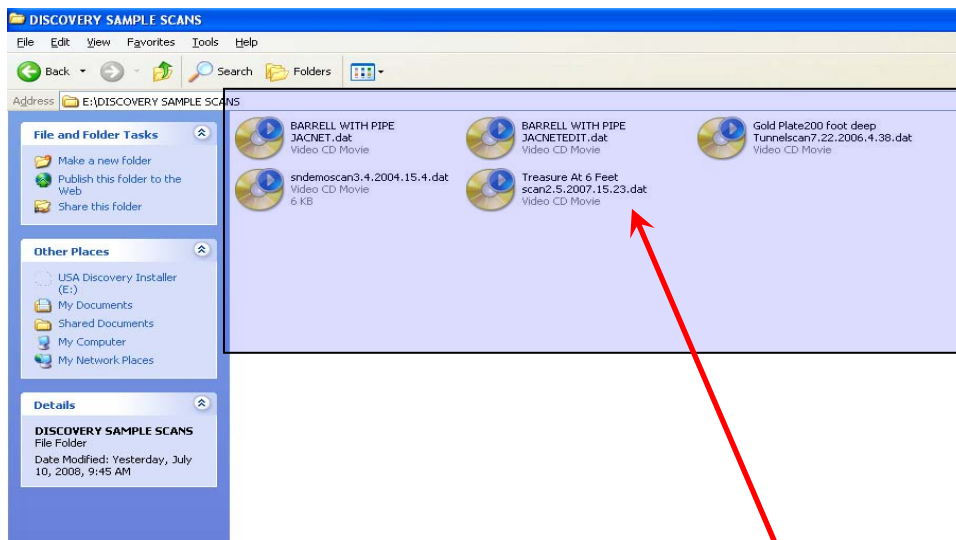 DISCOVERY SAMPLE SCANS
File Edit View Favorites Tools Help
Back Search Folders
Address E:\DISCOVERY SAMPLE SCANS
File and Folder Tasks
Make a new folder
Publish this folder to the
Web
Share this folder
Other Places
USA Discovery Installer
(E:)
My Documents
Shared Documents
My Computer
My Network Places
Details
DISCOVERY SAMPLE SCANS
File Folder
Date Modified: Yesterday, July
10, 2008, 9:45 AM
BARRELL WITH PIPE
JACNET.dat
Video CD Movie
BARRELL WITH PIPE
JACNETEDIT.dat
Video CD Movie
Gold Plate200 foot deep
Tunnelscan7.22.2006.4.38.dat
Video CD Movie
sndemoscan3.4.2004.15.4.dat
Video CD Movie
6 KB
Treasure At 6 Feet
scan2.5.2007.15.23.dat
Video CD Movie